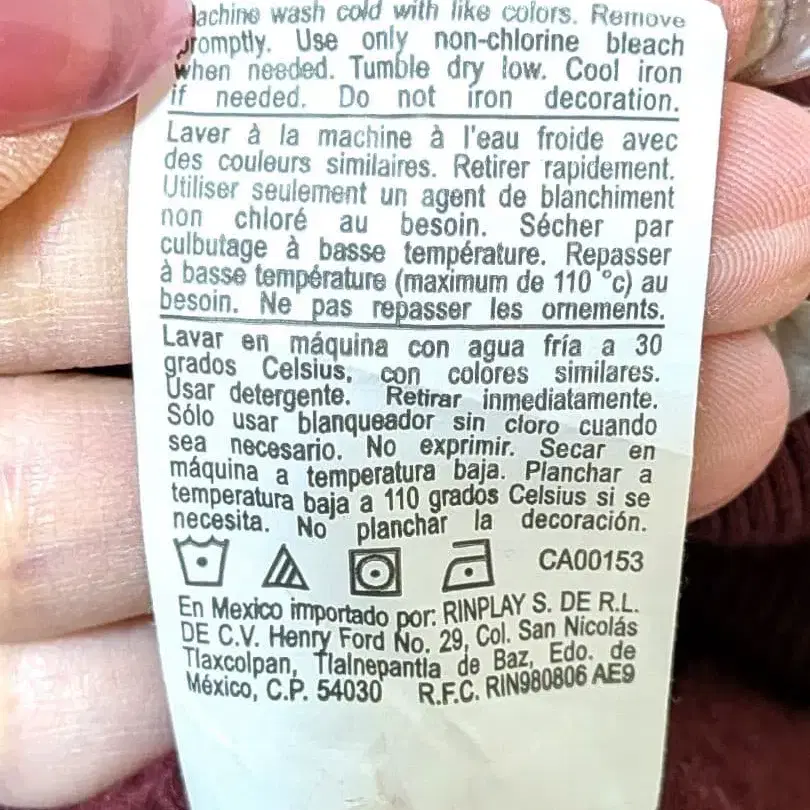 Machine wash cold with like colors. Remove
promptly. Use only non-chlorine bleach
when needed. Tumble dry low. Cool iron
if needed. Do not iron decoration.
Laver à la machine à l'eau froide avec
des couleurs similaires. Retirer rapidement.
Utiliser seulement un agent de blanchiment
non chloré au besoin. Sécher par
culbutage à basse température. Repasser
à basse température (maximum de 110 °c) au
besoin. Ne pas repasser les ornements.
Lavar en máquina con agua fría a 30
grados Celsius, con colores similares.
Usar detergente. Retirar inmediatamente.
Sólo usar blanqueador sin cloro cuando
sea necesario. No exprimir. Secar en
máquina a temperatura baja. Planchar a
temperatura baja a 110 grados Celsius si se
necesita. No planchar la decoración.
CA00153
En Mexico importado por: RINPLAY S. DE R.L.
DE C.V. Henry Ford No. 29, Col. San Nicolás
Tlaxcolpan, Tlalnepantla de Baz, Edo. de
México, C.P. 54030 R.F.C. RIN980806 AE9